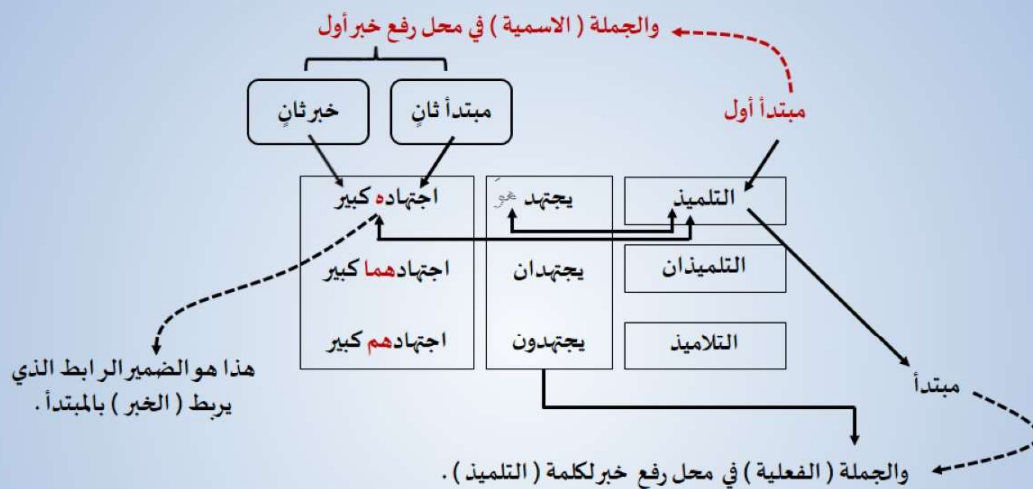 والجملة ( الاسمية ) في محل رفع خبر أول
مبتدأ أول
مبتدأ ثانٍ
خبر ثانٍ
التلميذ
يجتهد هو
اجتهاده كبير
التلميذان
يجتهدان
اجتهادهما كبير
التلاميذ
يجتهدون
اجتهادهم كبير
هذا هو الضمير الرابط الذي
يربط ( الخبر ) بالمبتدأ .
مبتدأ
والجملة ( الفعلية ) في محل رفع خبر لكلمة ( التلميذ ) .